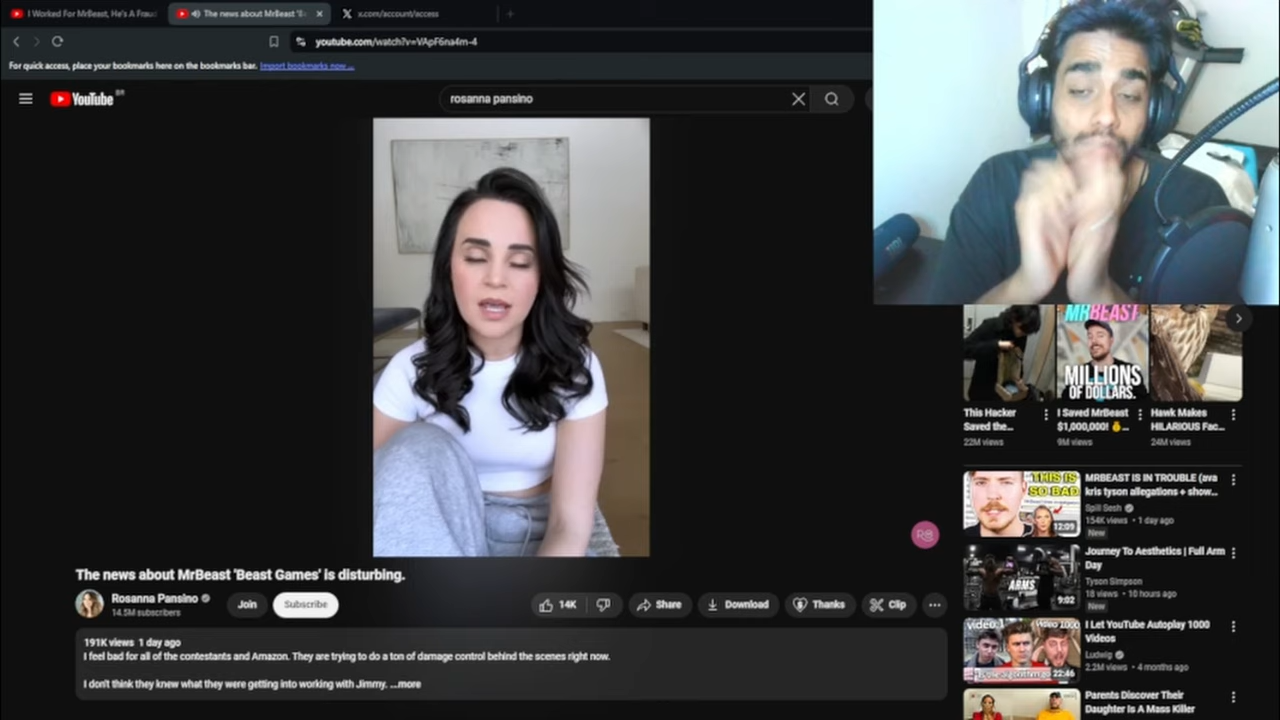 I Worked For MrBeast, He's A Fraud
The news about MrBeast 'B
x.com/account/access
youtube.com/watch?v=VApF6na4m-4
For quick access, place your bookmarks here on the bookmarks bar. Import bookmarks now ...
YouTube BR
rosanna pansino
MRBEAST
MILLIONS
OF DOLLARS.
This Hacker
Saved the...
22M views
I Saved MrBeast
$1,000,000! 💰...
9M views
Hawk Makes
HILARIOUS Fac...
24M views
THIS IS
SO BAD
12:09
MRBEAST IS IN TROUBLE (ava
kris tyson allegations + show...
Spill Sesh
154K views • 1 day ago
New
ARMS
9:02
Journey To Aesthetics | Full Arm
Day
Tyson Simpson
18 views • 10 hours ago
New
video 1
Video 1000
22:46
I Let YouTube Autoplay 1000
Videos
Ludwig
2.2M views • 4 months ago
Parents Discover Their
Daughter Is A Mass Killer
The news about MrBeast 'Beast Games' is disturbing.
Rosanna Pansino
14.5M subscribers
Join
Subscribe
14K
Share
Download
Thanks
Clip
191K views 1 day ago
I feel bad for all of the contestants and Amazon. They are trying to do a ton of damage control behind the scenes right now.
I don't think they knew what they were getting into working with Jimmy. ...more